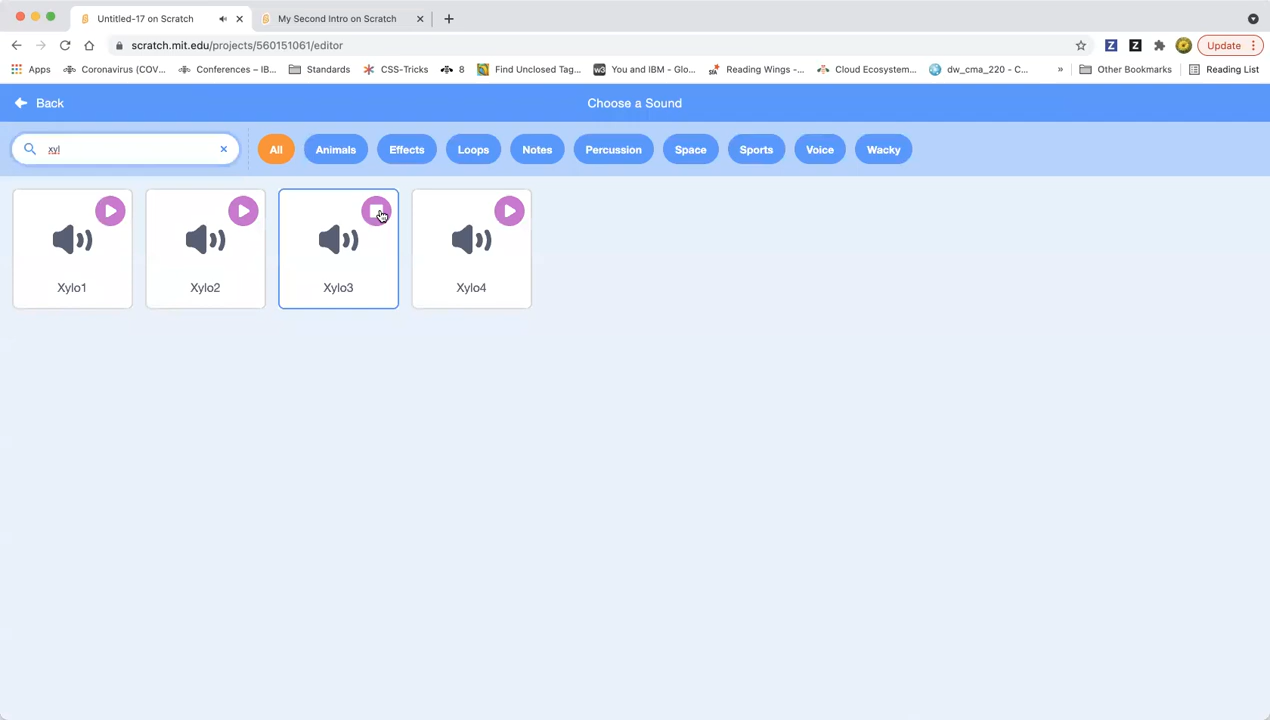 Untitled-17 on Scratch
My Second Intro on Scratch
scratch.mit.edu/projects/560151061/editor
Update
Apps
Coronavirus (COV...
Conferences – IB...
Standards
CSS-Tricks
8
Find Unclosed Tag...
You and IBM - Glo...
Reading Wings -...
Cloud Ecosystem...
dw_cma_220 - C...
»
Other Bookmarks
Reading List
Back
Choose a Sound
xyl
All
Animals
Effects
Loops
Notes
Percussion
Space
Sports
Voice
Wacky
Xylo1
Xylo2
Xylo3
Xylo4